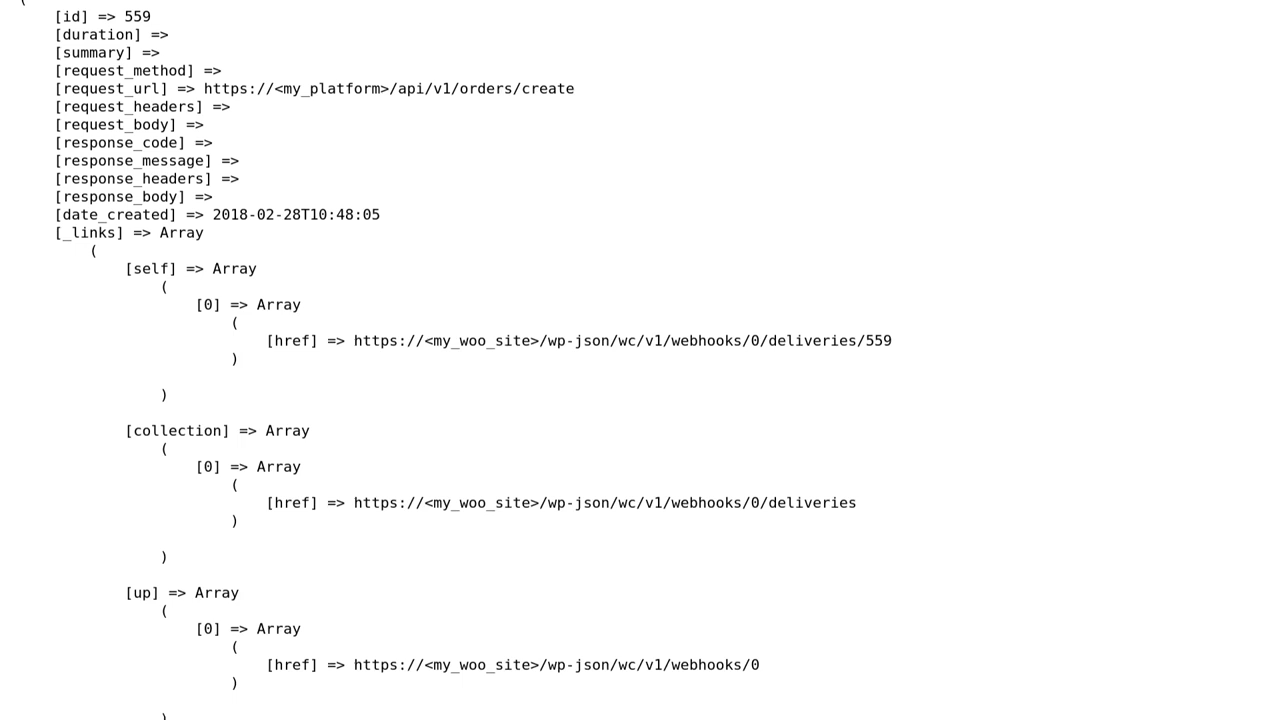 (
[id] => 559
[duration] =>
[summary] =>
[request_method] =>
[request_url] => https://<my_platform>/api/v1/orders/create
[request_headers] =>
[request_body] =>
[response_code] =>
[response_message] =>
[response_headers] =>
[response_body] =>
[date_created] => 2018-02-28T10:48:05
[_links] => Array
(
[self] => Array
(
[0] => Array
(
[href] => https://<my_woo_site>/wp-json/wc/v1/webhooks/0/deliveries/559
)
)
[collection] => Array
(
[0] => Array
(
[href] => https://<my_woo_site>/wp-json/wc/v1/webhooks/0/deliveries
)
)
[up] => Array
(
[0] => Array
(
[href] => https://<my_woo_site>/wp-json/wc/v1/webhooks/0
)
)